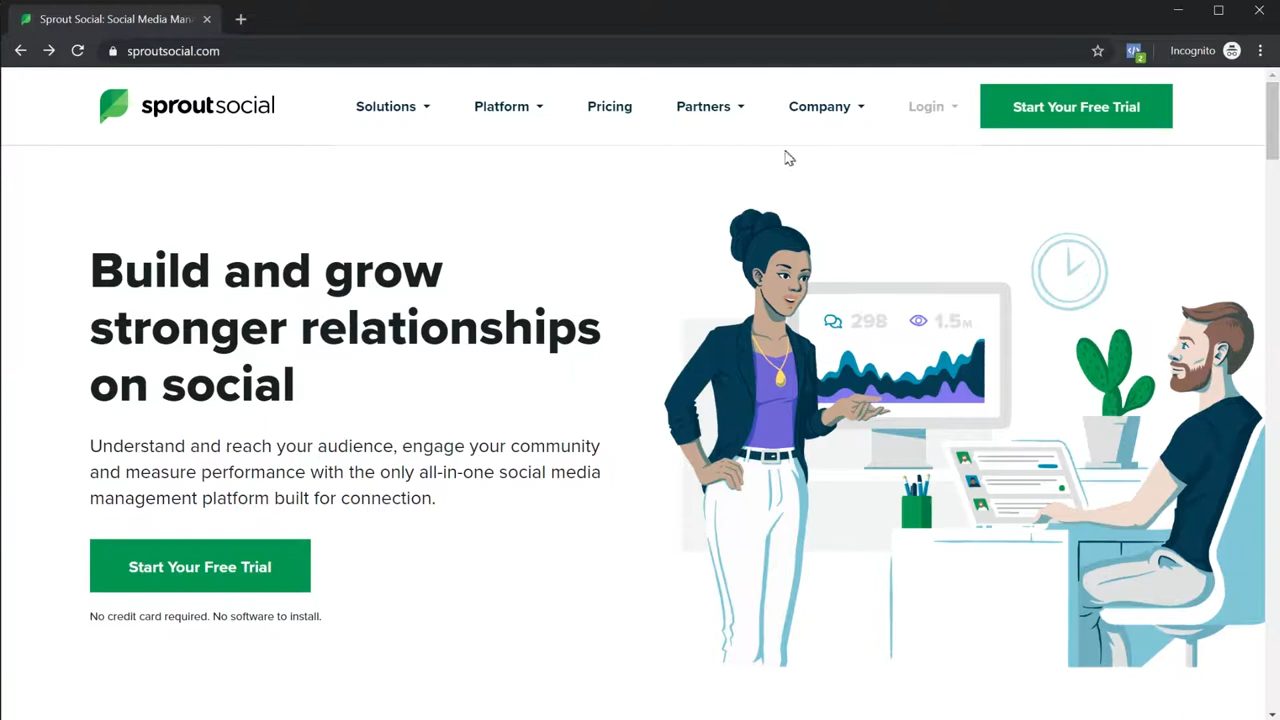 Sprout Social: Social Media Man
sproutsocial.com
Incognito
2
sproutsocial
Solutions
Platform
Pricing
Partners
Company
Login
Start Your Free Trial
Build and grow
stronger relationships
on social
Understand and reach your audience, engage your community
and measure performance with the only all-in-one social media
management platform built for connection.
Start Your Free Trial
No credit card required. No software to install.
298
1.5M